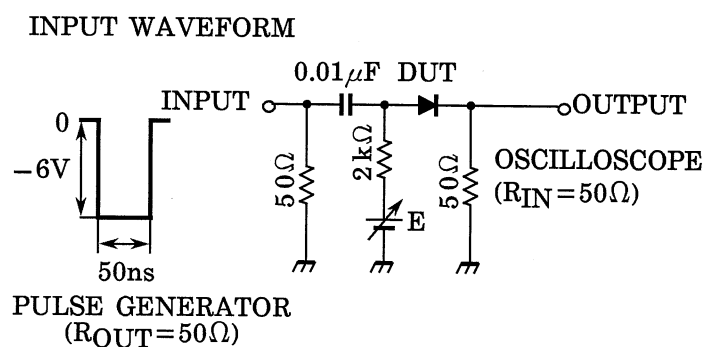 INPUT WAVEFORM
0.01μF DUT
INPUT
OUTPUT
0
−6V
50Ω
2kΩ
E
50Ω
OSCILLOSCOPE
(RIN=50Ω)
50ns
PULSE GENERATOR
(ROUT=50Ω)